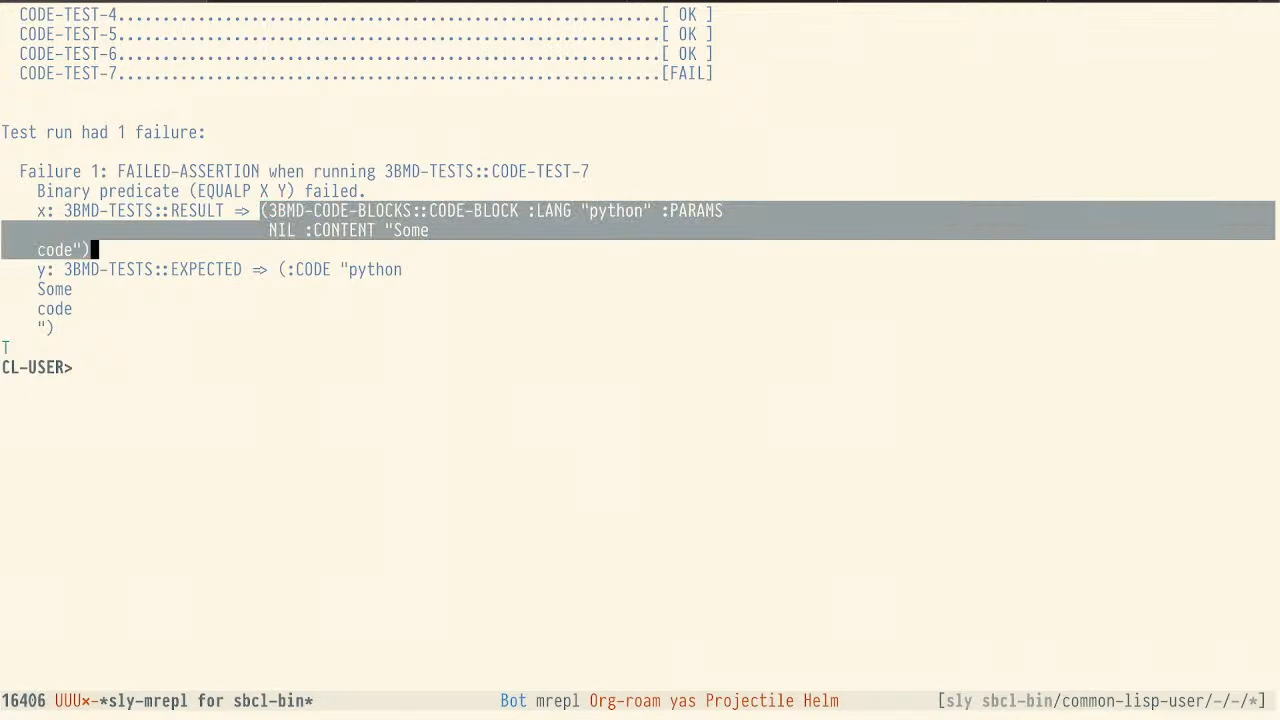 CODE-TEST-4.............................................................[ OK ]
CODE-TEST-5.............................................................[ OK ]
CODE-TEST-6.............................................................[ OK ]
CODE-TEST-7.............................................................[FAIL]
Test run had 1 failure:
Failure 1: FAILED-ASSERTION when running 3BMD-TESTS::CODE-TEST-7
Binary predicate (EQUALP X Y) failed.
x: 3BMD-TESTS::RESULT => (3BMD-CODE-BLOCKS::CODE-BLOCK :LANG "python" :PARAMS
NIL :CONTENT "Some
code")
y: 3BMD-TESTS::EXPECTED => (:CODE "python
Some
code
")
T
CL-USER>
16406 UUU×-*sly-mrepl for sbcl-bin* Bot mrepl Org-roam yas Projectile Helm [sly sbcl-bin/common-lisp-user/-/-/*]